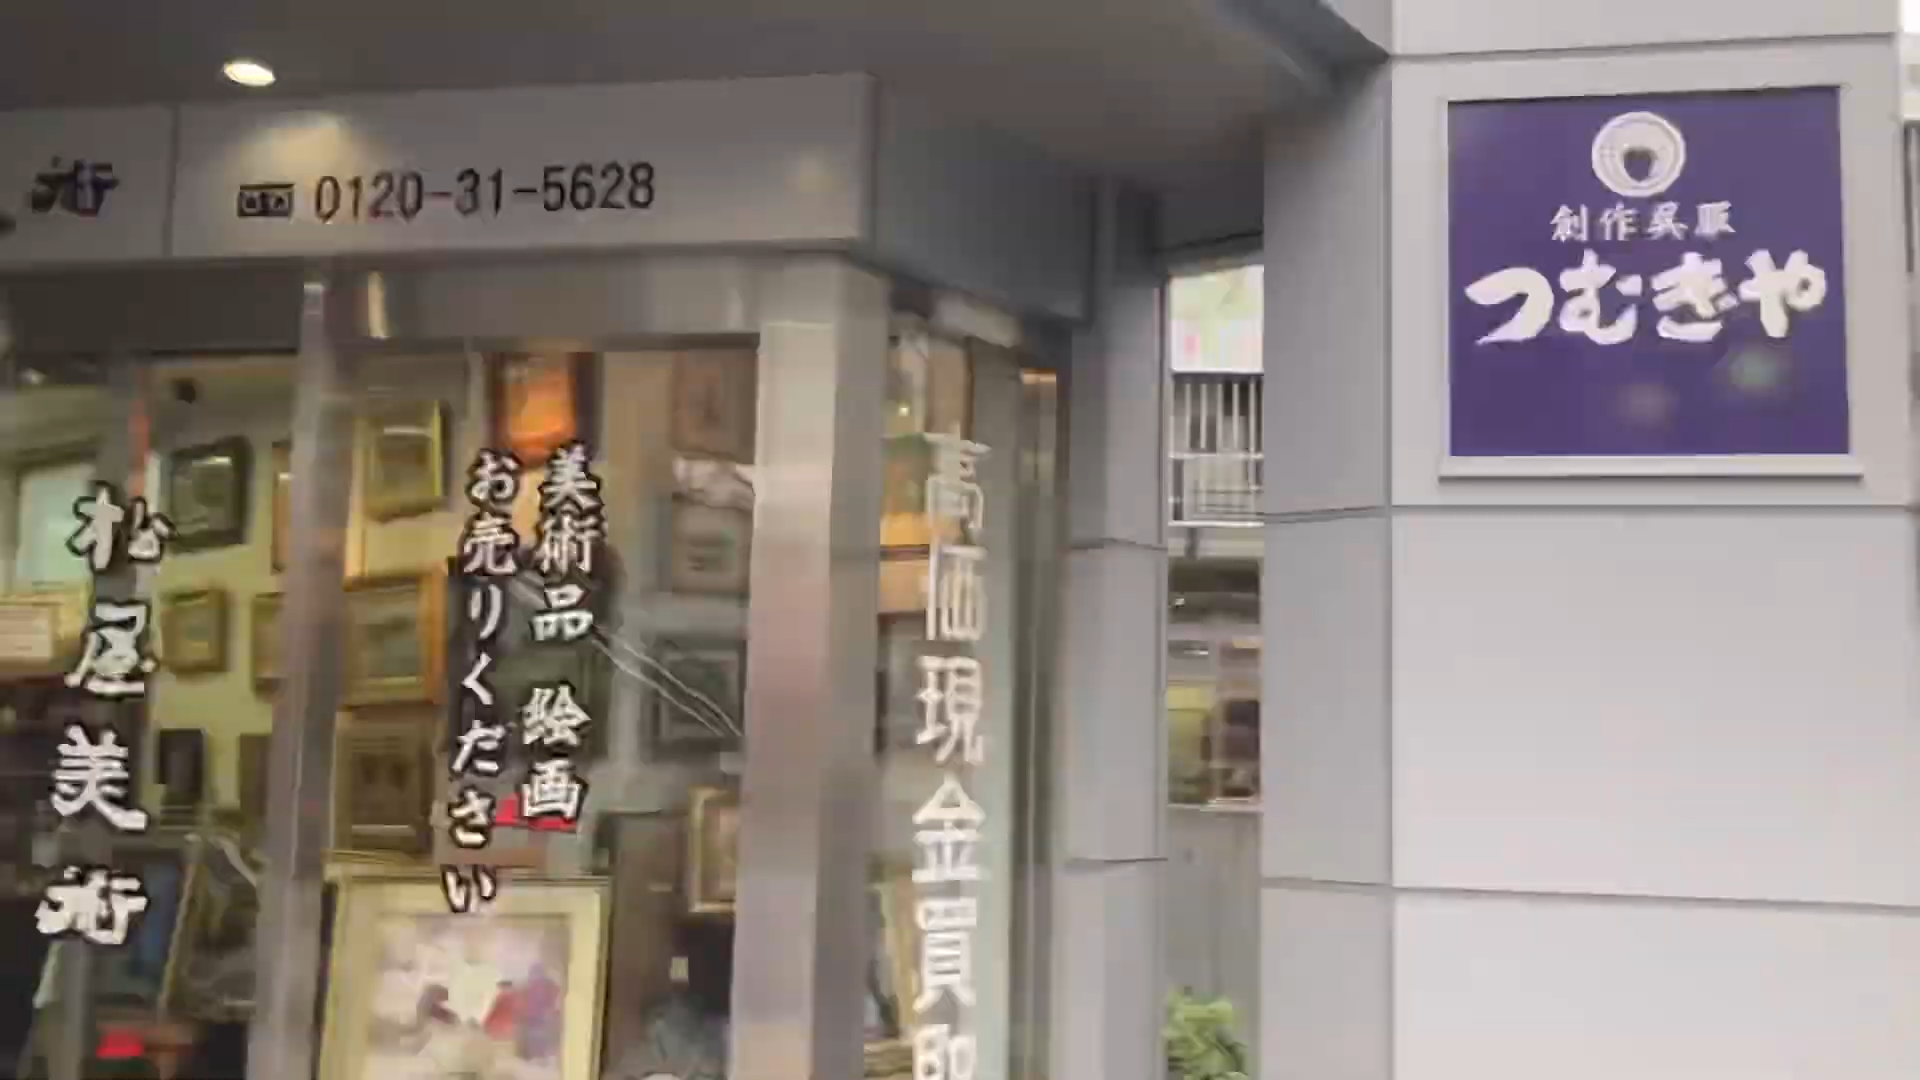 術 0120-31-5628
創作呉服
つむぎや
松屋美術
美術品 絵画
お売りください
高価現金買